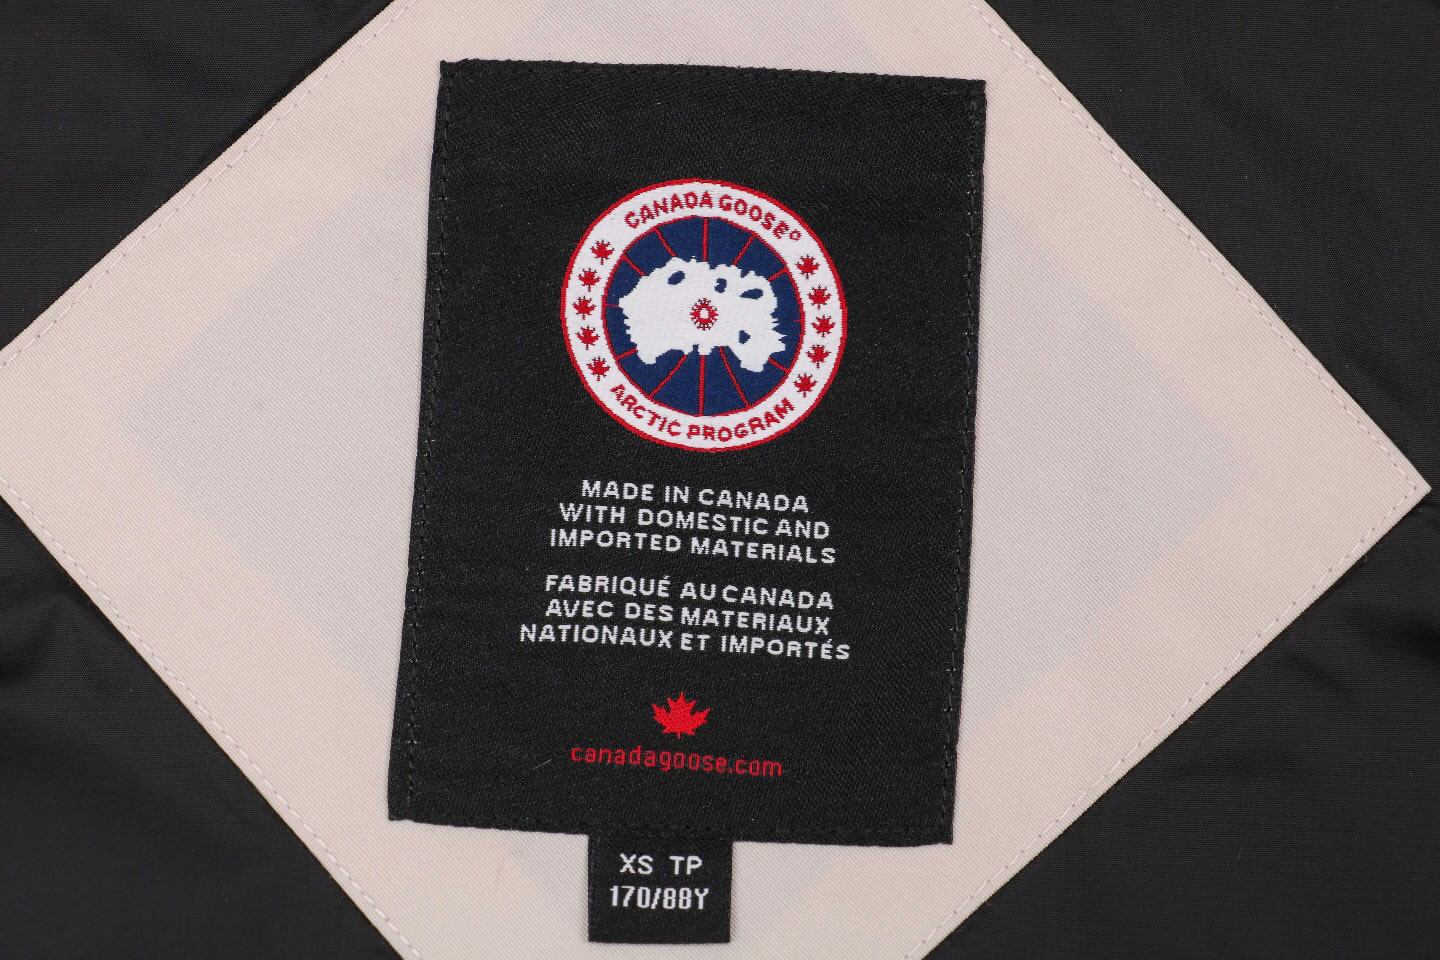 CANADA GOOSE®
ARCTIC PROGRAM
MADE IN CANADA
WITH DOMESTIC AND
IMPORTED MATERIALS
FABRIQUÉ AU CANADA
AVEC DES MATERIAUX
NATIONAUX ET IMPORTÉS
canadagoose.com
XS TP
170/88Y